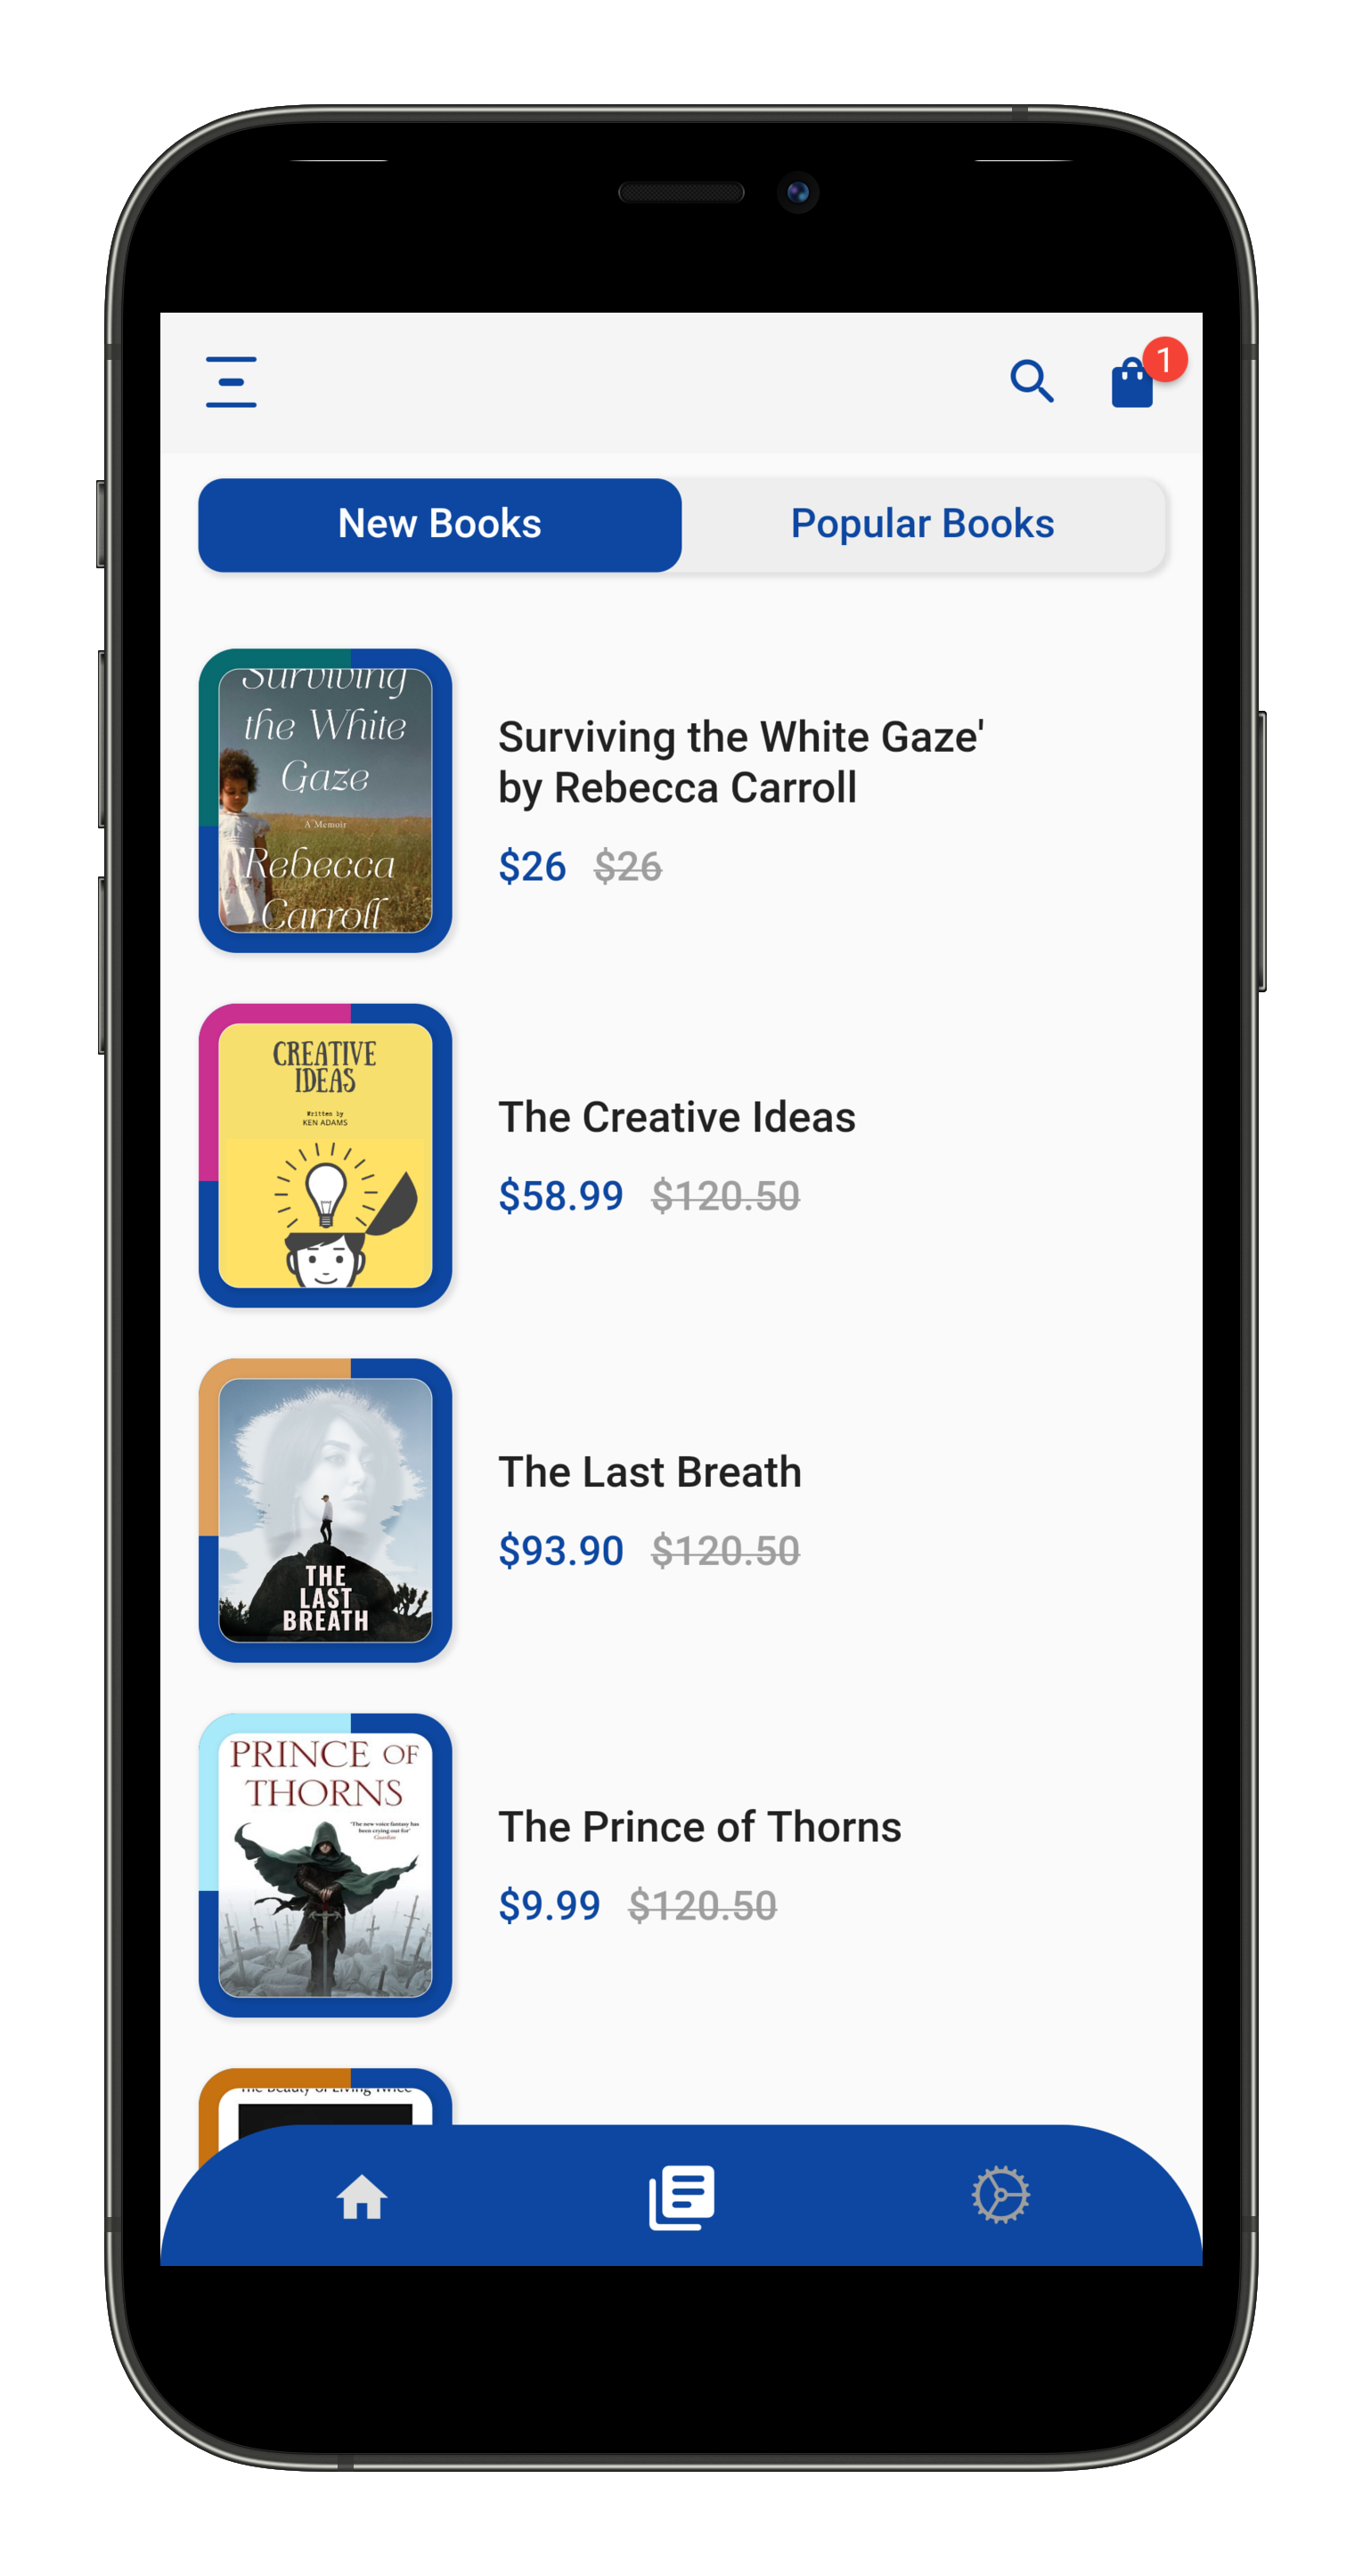 1
New Books
Popular Books
Surviving
the White
Gaze
A Memoir
Rebecca
Carroll
Surviving the White Gaze'
by Rebecca Carroll
$26 $26
CREATIVE
IDEAS
Written by
KEN ADAMS
The Creative Ideas
$58.99 $120.50
THE
LAST
BREATH
The Last Breath
$93.90 $120.50
PRINCE OF
THORNS
'The new voice fantasy has
been crying out for'
Guardian
The Prince of Thorns
$9.99 $120.50
The Beauty of Living Twice